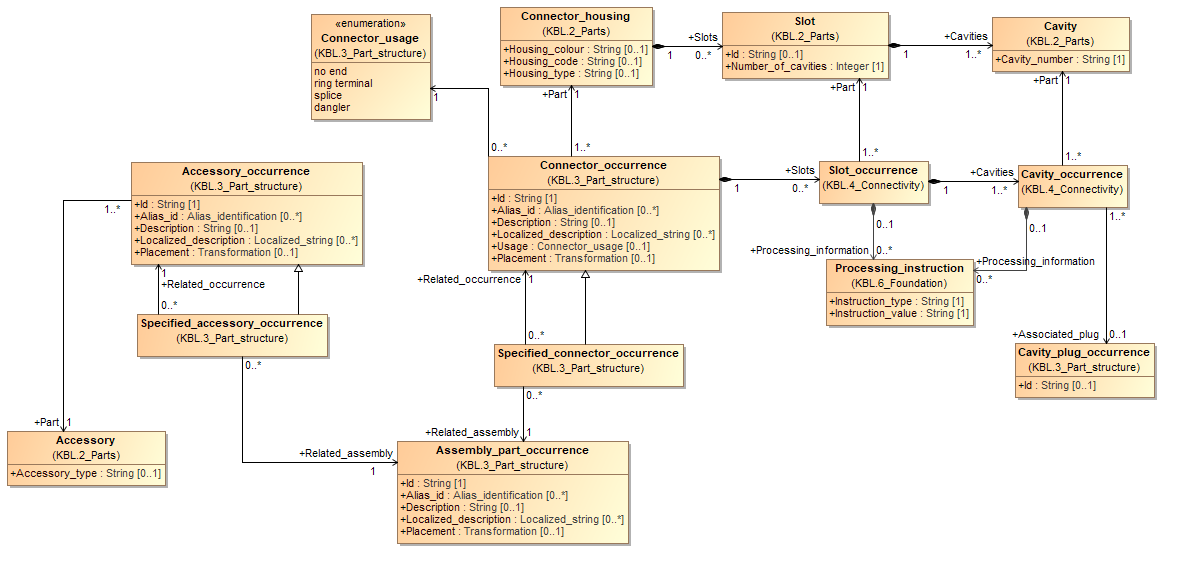 «enumeration»
Connector_usage
(KBL.3_Part_structure)
no end
ring terminal
splice
dangler
1
Connector_housing
(KBL.2_Parts)
+Housing_colour : String [0..1]
+Housing_code : String [0..1]
+Housing_type : String [0..1]
1
+Slots
0..*
Slot
(KBL.2_Parts)
+Id : String [0..1]
+Number_of_cavities : Integer [1]
1
+Cavities
1..*
Cavity
(KBL.2_Parts)
+Cavity_number : String [1]
+Part
1
+Part
1
+Part
1
0..*
1..*
1..*
1..*
Accessory_occurrence
(KBL.3_Part_structure)
+Id : String [1]
+Alias_id : Alias_identification [0..*]
+Description : String [0..1]
+Localized_description : Localized_string [0..*]
+Placement : Transformation [0..1]
1..*
Connector_occurrence
(KBL.3_Part_structure)
+Id : String [1]
+Alias_id : Alias_identification [0..*]
+Description : String [0..1]
+Localized_description : Localized_string [0..*]
+Usage : Connector_usage [0..1]
+Placement : Transformation [0..1]
1
+Slots
0..*
Slot_occurrence
(KBL.4_Connectivity)
1
+Cavities
1..*
Cavity_occurrence
(KBL.4_Connectivity)
0..1
0..1
1..*
+Processing_information
0..*
+Processing_information
0..*
Processing_instruction
(KBL.6_Foundation)
+Instruction_type : String [1]
+Instruction_value : String [1]
1
+Related_occurrence
0..*
+Related_occurrence
1
0..*
Specified_accessory_occurrence
(KBL.3_Part_structure)
0..*
Specified_connector_occurrence
(KBL.3_Part_structure)
0..*
+Associated_plug
0..1
Cavity_plug_occurrence
(KBL.3_Part_structure)
+Id : String [0..1]
+Part
1
Accessory
(KBL.2_Parts)
+Accessory_type : String [0..1]
+Related_assembly
1
+Related_assembly
1
Assembly_part_occurrence
(KBL.3_Part_structure)
+Id : String [1]
+Alias_id : Alias_identification [0..*]
+Description : String [0..1]
+Localized_description : Localized_string [0..*]
+Placement : Transformation [0..1]